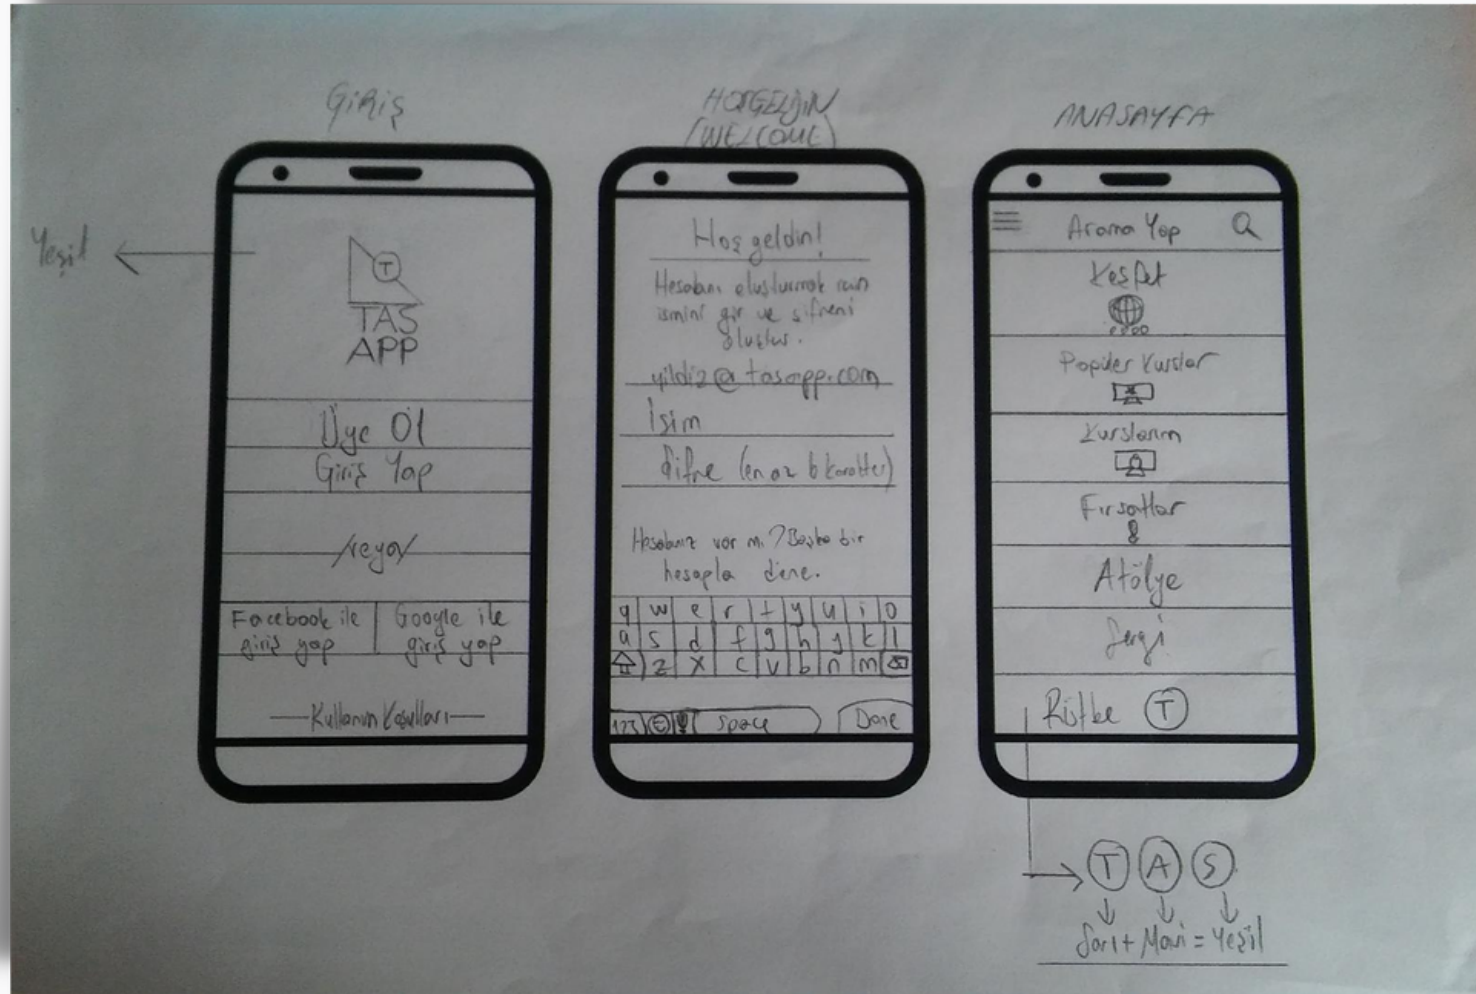 GİRİŞ
HOŞGELDİN
(WELCOME)
ANASAYFA
Yeşil
T
TAS
APP
Üye Ol
Giriş Yap
/veya/
Facebook ile
giriş yap
Google ile
giriş yap
Kullanım Koşulları
Hoş geldin!
Hesabını oluşturmak için
ismini gir ve şifreni
oluştur.
yildiz@tasapp.com
İsim
Şifre (en az 6 karakter)
Hesabınız var mı? Başka bir
hesapla dene.
q w e r t y u i o
a s d f g h j k l
z x c v b n m
123 space Done
Arama Yap
Keşfet
Popüler Kurslar
Kurslarım
Fırsatlar
Atölye
Sergi
T
T A S
Sarı + Mavi = Yeşil